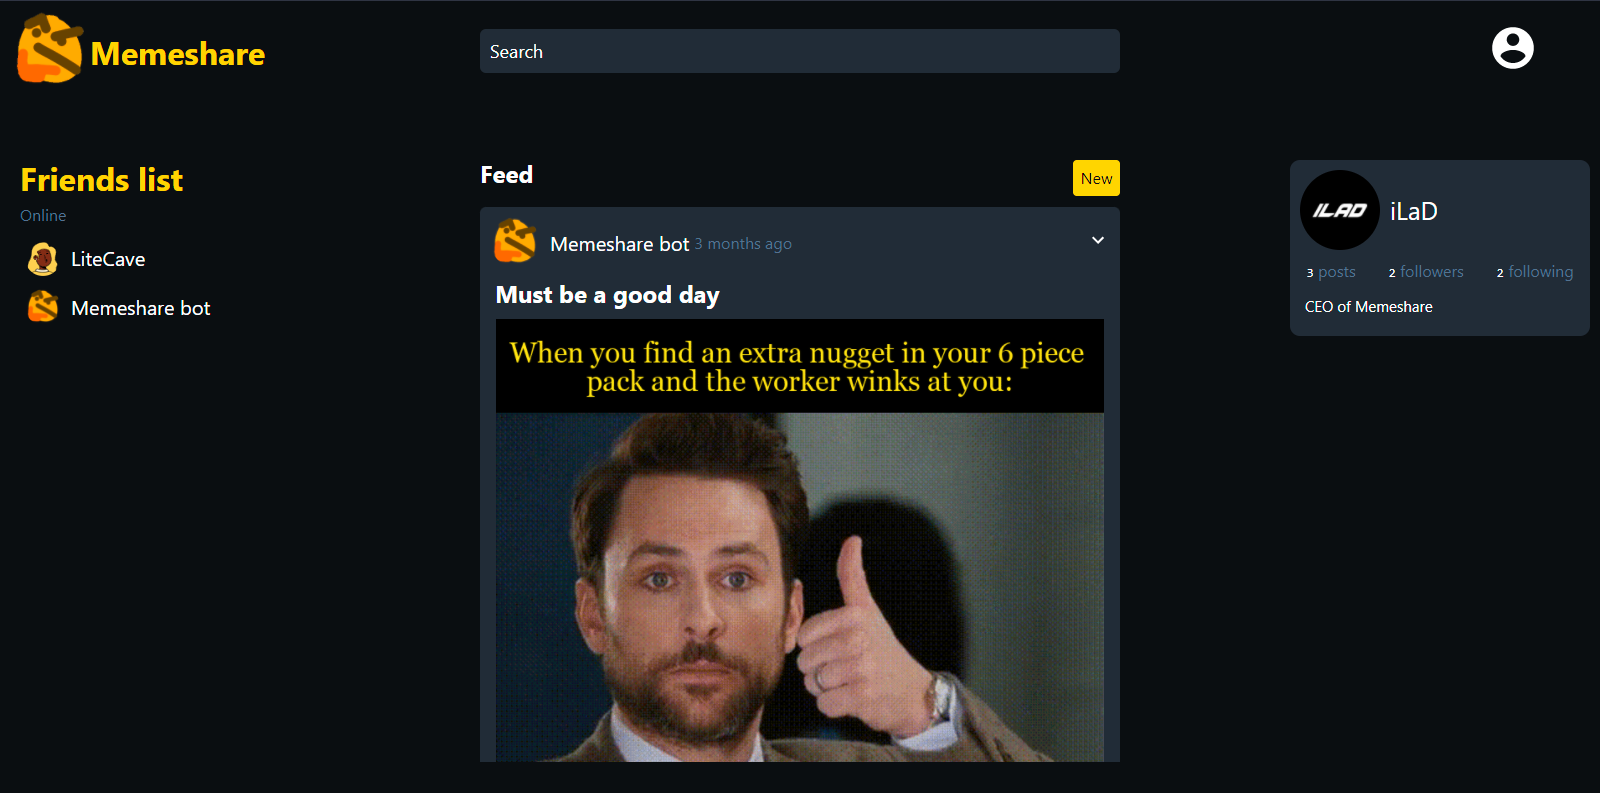 Memeshare
Search
Friends list
Online
LiteCave
Memeshare bot
Feed
New
Memeshare bot 3 months ago
Must be a good day
When you find an extra nugget in your 6 piece
pack and the worker winks at you:
ILAD
iLaD
3 posts 2 followers 2 following
CEO of Memeshare